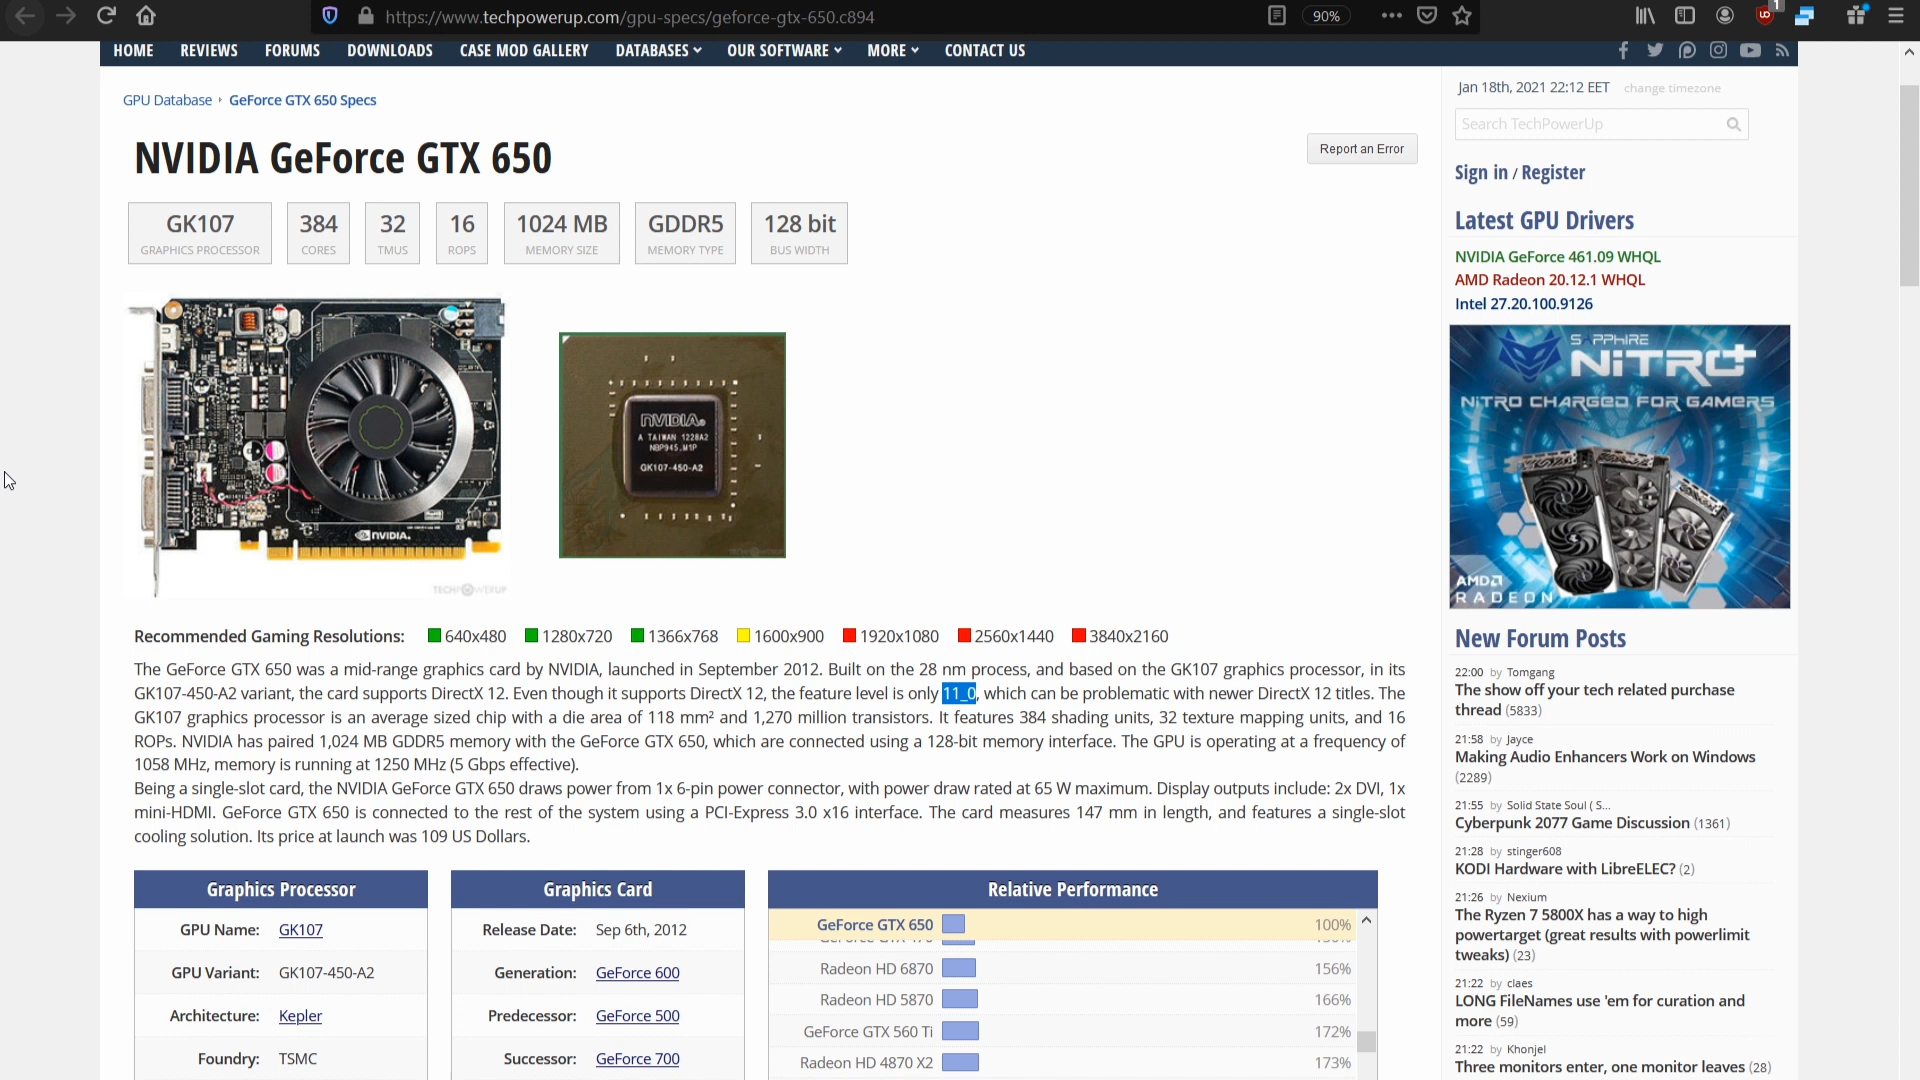 https://www.techpowerup.com/gpu-specs/geforce-gtx-650.c894
90%
1
HOME REVIEWS FORUMS DOWNLOADS CASE MOD GALLERY DATABASES OUR SOFTWARE MORE CONTACT US
GPU Database GeForce GTX 650 Specs
NVIDIA GeForce GTX 650
Report an Error
GK107 384 32 16 1024 MB GDDR5 128 bit
GRAPHICS PROCESSOR CORES TMUS ROPS MEMORY SIZE MEMORY TYPE BUS WIDTH
NVIDIA.
A TAIWAN 1228A2
NBP945.M1P
GK107-450-A2
NVIDIA.
TECHPOWERUP
Recommended Gaming Resolutions: 640x480 1280x720 1366x768 1600x900 1920x1080 2560x1440 3840x2160
The GeForce GTX 650 was a mid-range graphics card by NVIDIA, launched in September 2012. Built on the 28 nm process, and based on the GK107 graphics processor, in its
GK107-450-A2 variant, the card supports DirectX 12. Even though it supports DirectX 12, the feature level is only 11_0, which can be problematic with newer DirectX 12 titles. The
GK107 graphics processor is an average sized chip with a die area of 118 mm² and 1,270 million transistors. It features 384 shading units, 32 texture mapping units, and 16
ROPs. NVIDIA has paired 1,024 MB GDDR5 memory with the GeForce GTX 650, which are connected using a 128-bit memory interface. The GPU is operating at a frequency of
1058 MHz, memory is running at 1250 MHz (5 Gbps effective).
Being a single-slot card, the NVIDIA GeForce GTX 650 draws power from 1x 6-pin power connector, with power draw rated at 65 W maximum. Display outputs include: 2x DVI, 1x
mini-HDMI. GeForce GTX 650 is connected to the rest of the system using a PCI-Express 3.0 x16 interface. The card measures 147 mm in length, and features a single-slot
cooling solution. Its price at launch was 109 US Dollars.
Graphics Processor
GPU Name: GK107
GPU Variant: GK107-450-A2
Architecture: Kepler
Foundry: TSMC
Graphics Card
Release Date: Sep 6th, 2012
Generation: GeForce 600
Predecessor: GeForce 500
Successor: GeForce 700
Relative Performance
GeForce GTX 650 100%
Radeon HD 6870 156%
Radeon HD 5870 166%
GeForce GTX 560 Ti 172%
Radeon HD 4870 X2 173%
Jan 18th, 2021 22:12 EET change timezone
Search TechPowerUp
Sign in / Register
Latest GPU Drivers
NVIDIA GeForce 461.09 WHQL
AMD Radeon 20.12.1 WHQL
Intel 27.20.100.9126
SAPPHIRE
NITRO+
NITRO CHARGED FOR GAMERS
AMD
RADEON
New Forum Posts
22:00 by Tomgang
The show off your tech related purchase
thread (5833)
21:58 by Jayce
Making Audio Enhancers Work on Windows
(2289)
21:55 by Solid State Soul ( S...
Cyberpunk 2077 Game Discussion (1361)
21:28 by stinger608
KODI Hardware with LibreELEC? (2)
21:26 by Nexium
The Ryzen 7 5800X has a way to high
powertarget (great results with powerlimit
tweaks) (23)
21:22 by claes
LONG FileNames use 'em for curation and
more (59)
21:22 by Khonjel
Three monitors enter, one monitor leaves (28)